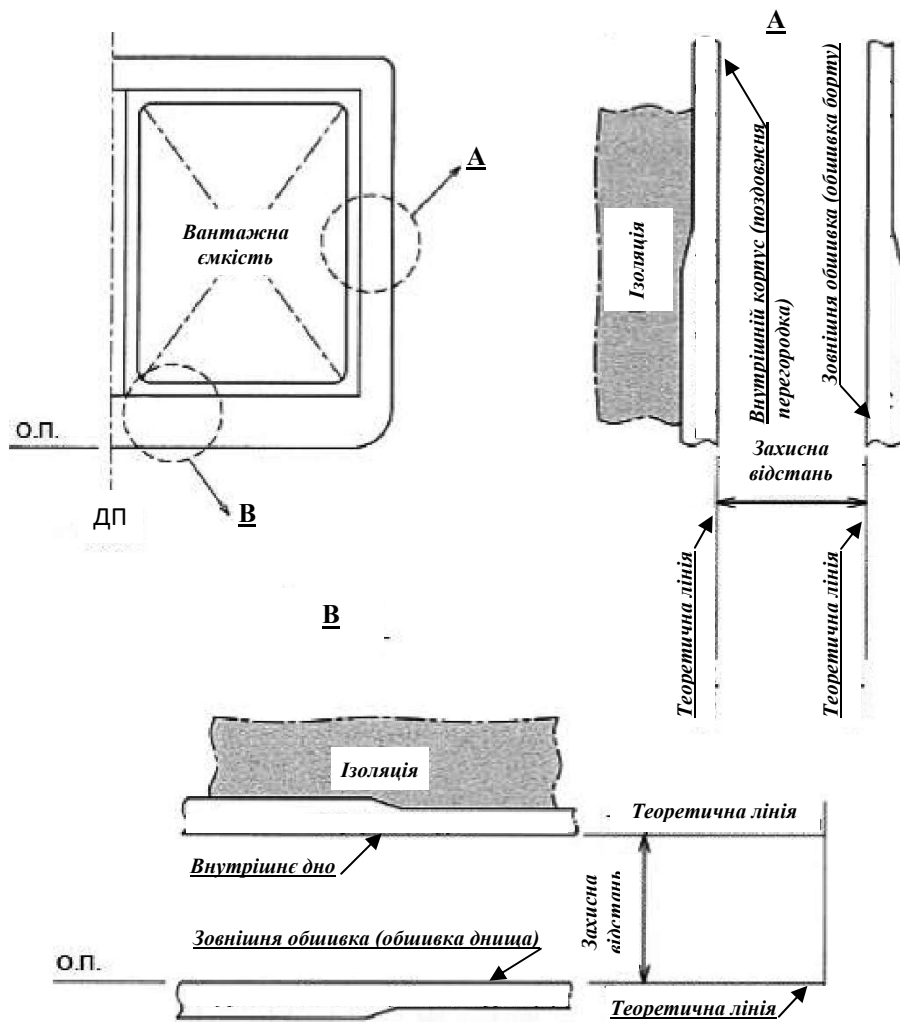 A
Вантажна
ємкість
A
О.П.
ДП
B
Ізоляція
Внутрішній корпус (поздовжня
перегородка)
Зовнішня обшивка (обшивка борту)
Захисна
відстань
Теоретична лінія
Теоретична лінія
B
Ізоляція
Теоретична лінія
Внутрішнє дно
Захисна
відстань
Зовнішня обшивка (обшивка днища)
О.П.
Теоретична лінія